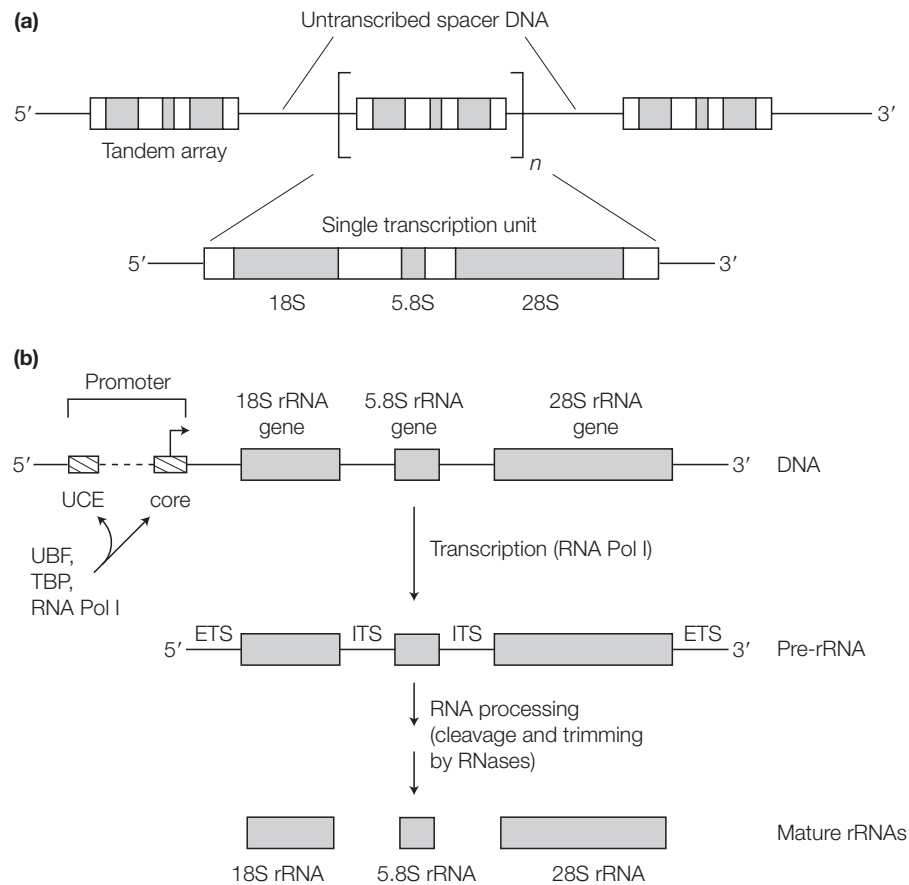 (a)
Untranscribed spacer DNA
5′
3′
Tandem array
n
Single transcription unit
5′
3′
18S
5.8S
28S
(b)
Promoter
18S rRNA
gene
5.8S rRNA
gene
28S rRNA
gene
5′
3′
DNA
UCE
core
UBF,
TBP,
RNA Pol I
Transcription (RNA Pol I)
5′
ETS
ITS
ITS
ETS
3′
Pre-rRNA
RNA processing
(cleavage and trimming
by RNases)
Mature rRNAs
18S rRNA
5.8S rRNA
28S rRNA